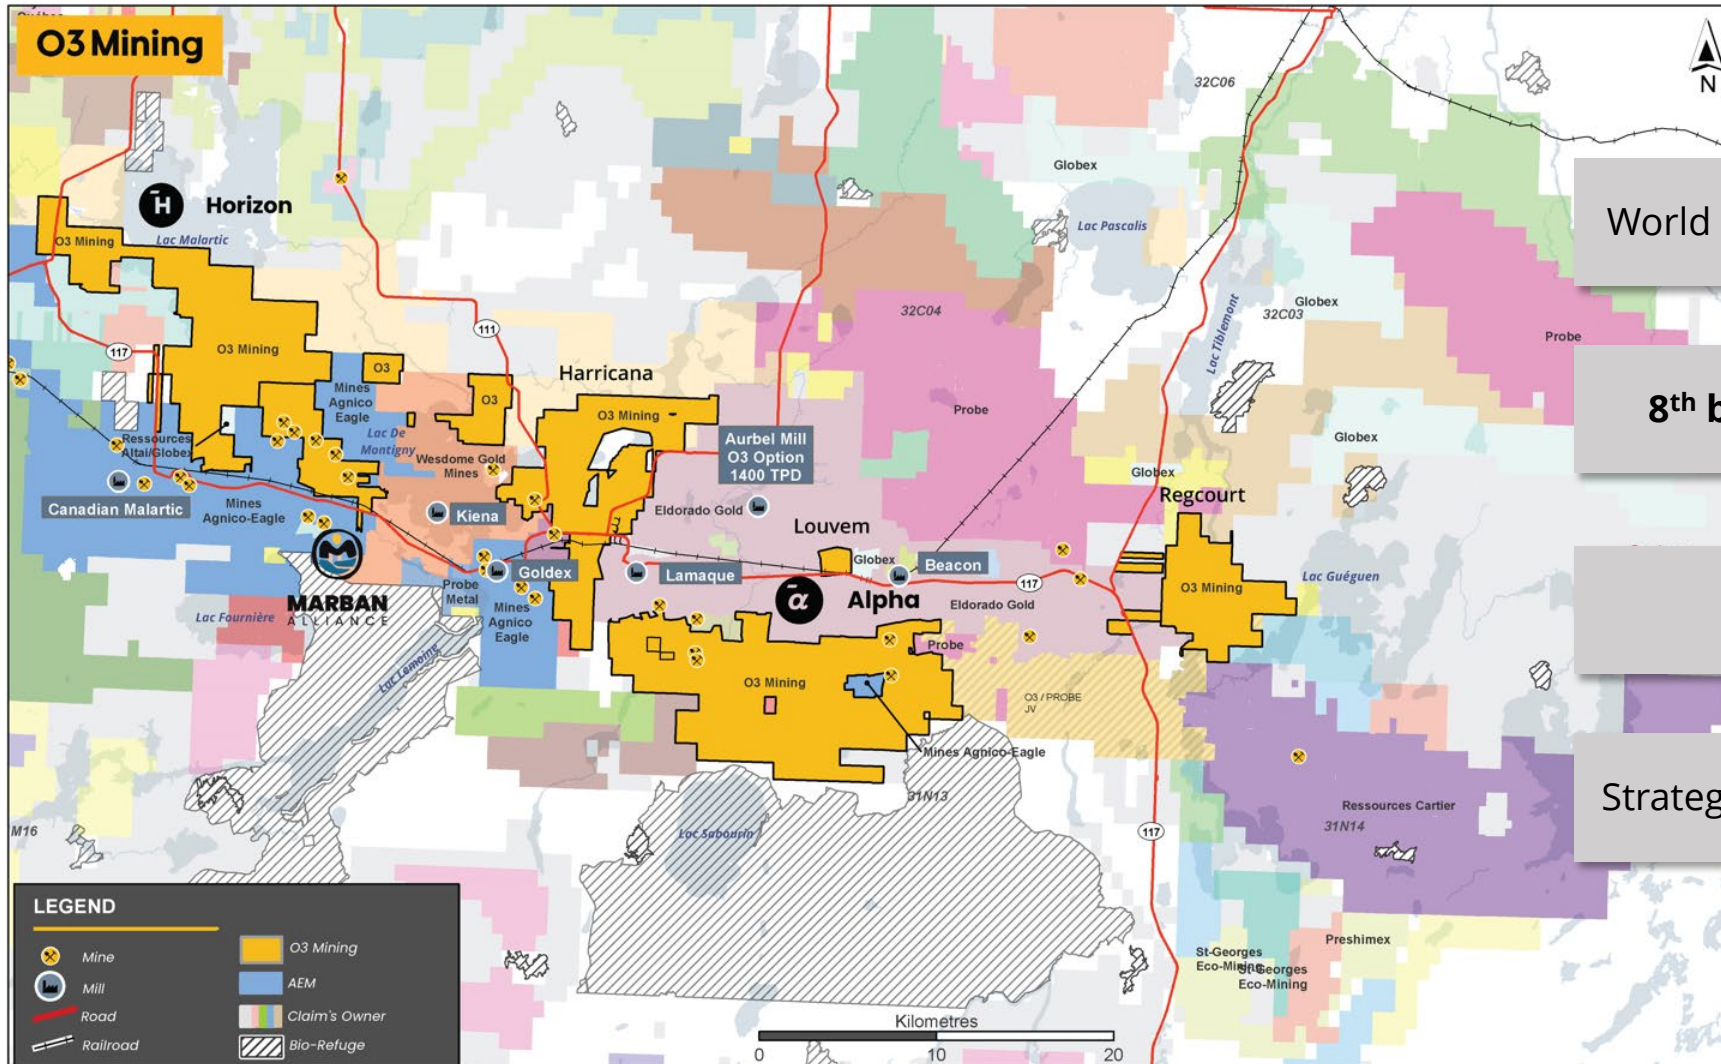 O3 Mining
N
32C06
Globex
World
Horizon
Lac Malartic
O3 Mining
Lac Pascalis
Lac Tiblemont
Globex
32C03
32C04
Probe
117
111
O3 Mining
O3
Harricana
Mines
Agnico
Eagle
O3
O3 Mining
Probe
8th b
Ressources
Altai/Globex
Lac De
Montigny
Wesdome Gold
Mines
Aurbel Mill
O3 Option
1400 TPD
Globex
Globex
Regcourt
Canadian Malartic
Mines
Agnico-Eagle
Kiena
Eldorado Gold
Louvem
Globex
Beacon
MARBAN
ALLIANCE
Goldex
Lamaque
Probe
Metal
Mines
Agnico
Eagle
Alpha
117
Eldorado Gold
O3 Mining
Lac Guéguen
Lac Fournière
Lac Lemoine
Probe
O3 Mining
O3 / PROBE
JV
Mines Agnico-Eagle
31N13
Lac Sabourin
117
Ressources Cartier
31N14
Strateg
M16
St-Georges
Eco-Mining
St-Georges
Eco-Mining
Preshimex
LEGEND
Mine
Mill
Road
Railroad
O3 Mining
AEM
Claim's Owner
Bio-Refuge
Kilometres
0 10 20